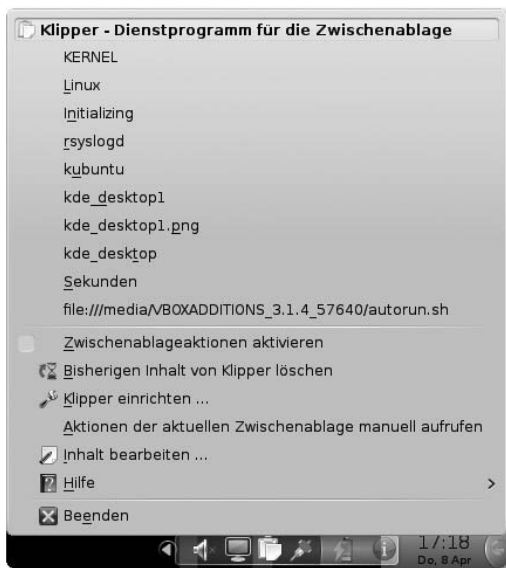 Klipper - Dienstprogramm für die Zwischenablage
KERNEL
Linux
Initializing
rsyslogd
kubuntu
kde_desktop1
kde_desktop1.png
kde_desktop
Sekunden
file:///media/VBOXADDITIONS_3.1.4_57640/autorun.sh
Zwischenablageaktionen aktivieren
Bisherigen Inhalt von Klipper löschen
Klipper einrichten ...
Aktionen der aktuellen Zwischenablage manuell aufrufen
Inhalt bearbeiten ...
Hilfe
Beenden
17:18
Do, 8 Apr